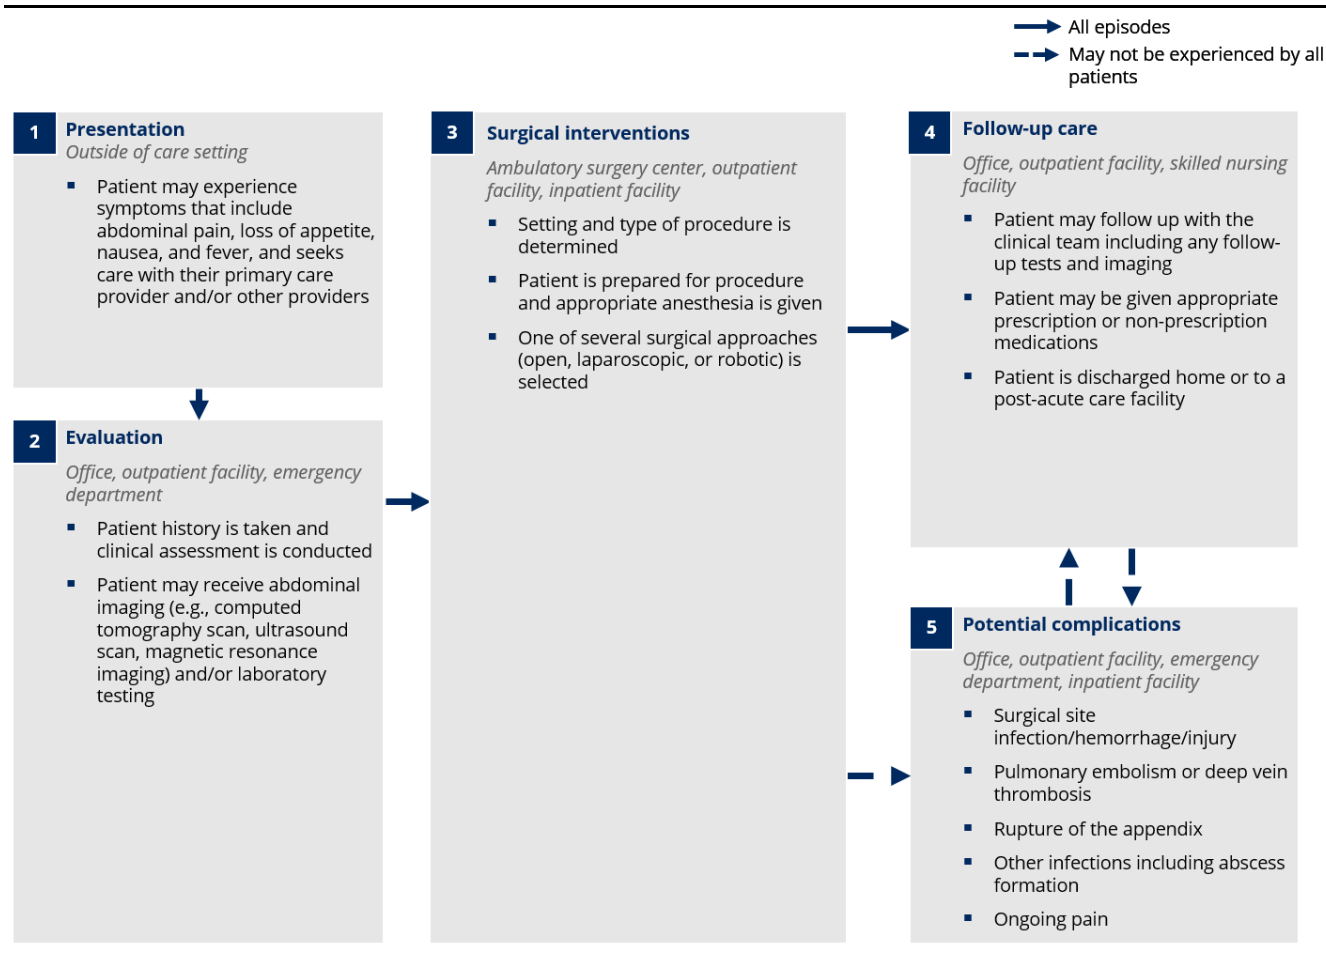 All episodes
May not be experienced by all
patients
1
Presentation
Outside of care setting
Patient may experience
symptoms that include
abdominal pain, loss of appetite,
nausea, and fever, and seeks
care with their primary care
provider and/or other providers
2
Evaluation
Office, outpatient facility, emergency
department
Patient history is taken and
clinical assessment is conducted
Patient may receive abdominal
imaging (e.g., computed
tomography scan, ultrasound
scan, magnetic resonance
imaging) and/or laboratory
testing
3
Surgical interventions
Ambulatory surgery center, outpatient
facility, inpatient facility
Setting and type of procedure is
determined
Patient is prepared for procedure
and appropriate anesthesia is given
One of several surgical approaches
(open, laparoscopic, or robotic) is
selected
4
Follow-up care
Office, outpatient facility, skilled nursing
facility
Patient may follow up with the
clinical team including any follow-
up tests and imaging
Patient may be given appropriate
prescription or non-prescription
medications
Patient is discharged home or to a
post-acute care facility
5
Potential complications
Office, outpatient facility, emergency
department, inpatient facility
Surgical site
infection/hemorrhage/injury
Pulmonary embolism or deep vein
thrombosis
Rupture of the appendix
Other infections including abscess
formation
Ongoing pain